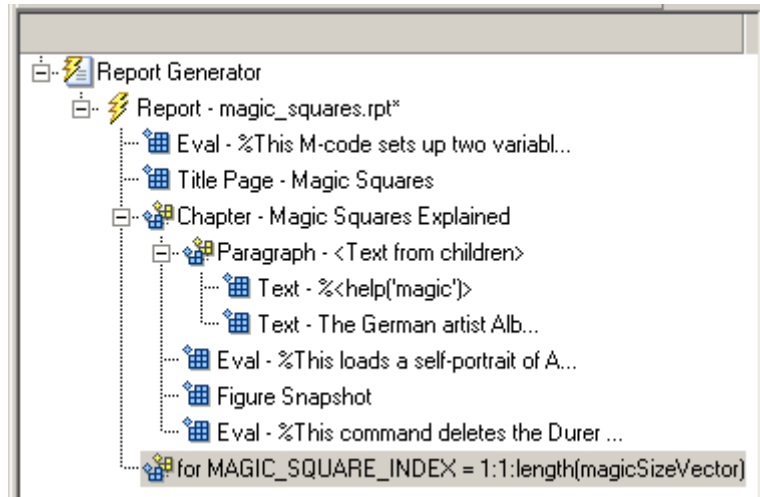 Report Generator
Report - magic_squares.rpt*
Eval - %This M-code sets up two variabl...
Title Page - Magic Squares
Chapter - Magic Squares Explained
Paragraph - <Text from children>
Text - %<help('magic')>
Text - The German artist Alb...
Eval - %This loads a self-portrait of A...
Figure Snapshot
Eval - %This command deletes the Durer ...
for MAGIC_SQUARE_INDEX = 1:1:length(magicSizeVector)